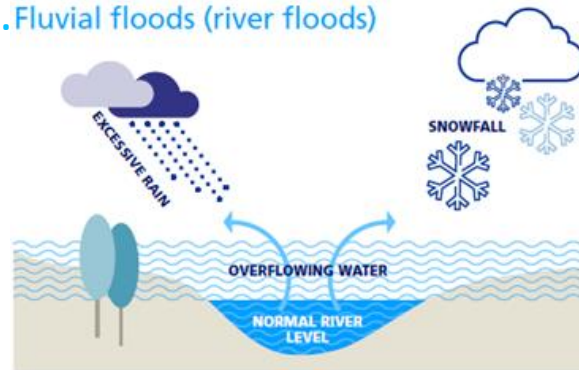 . Fluvial floods (river floods)
EXCESSIVE RAIN
SNOWFALL
OVERFLOWING WATER
NORMAL RIVER
LEVEL